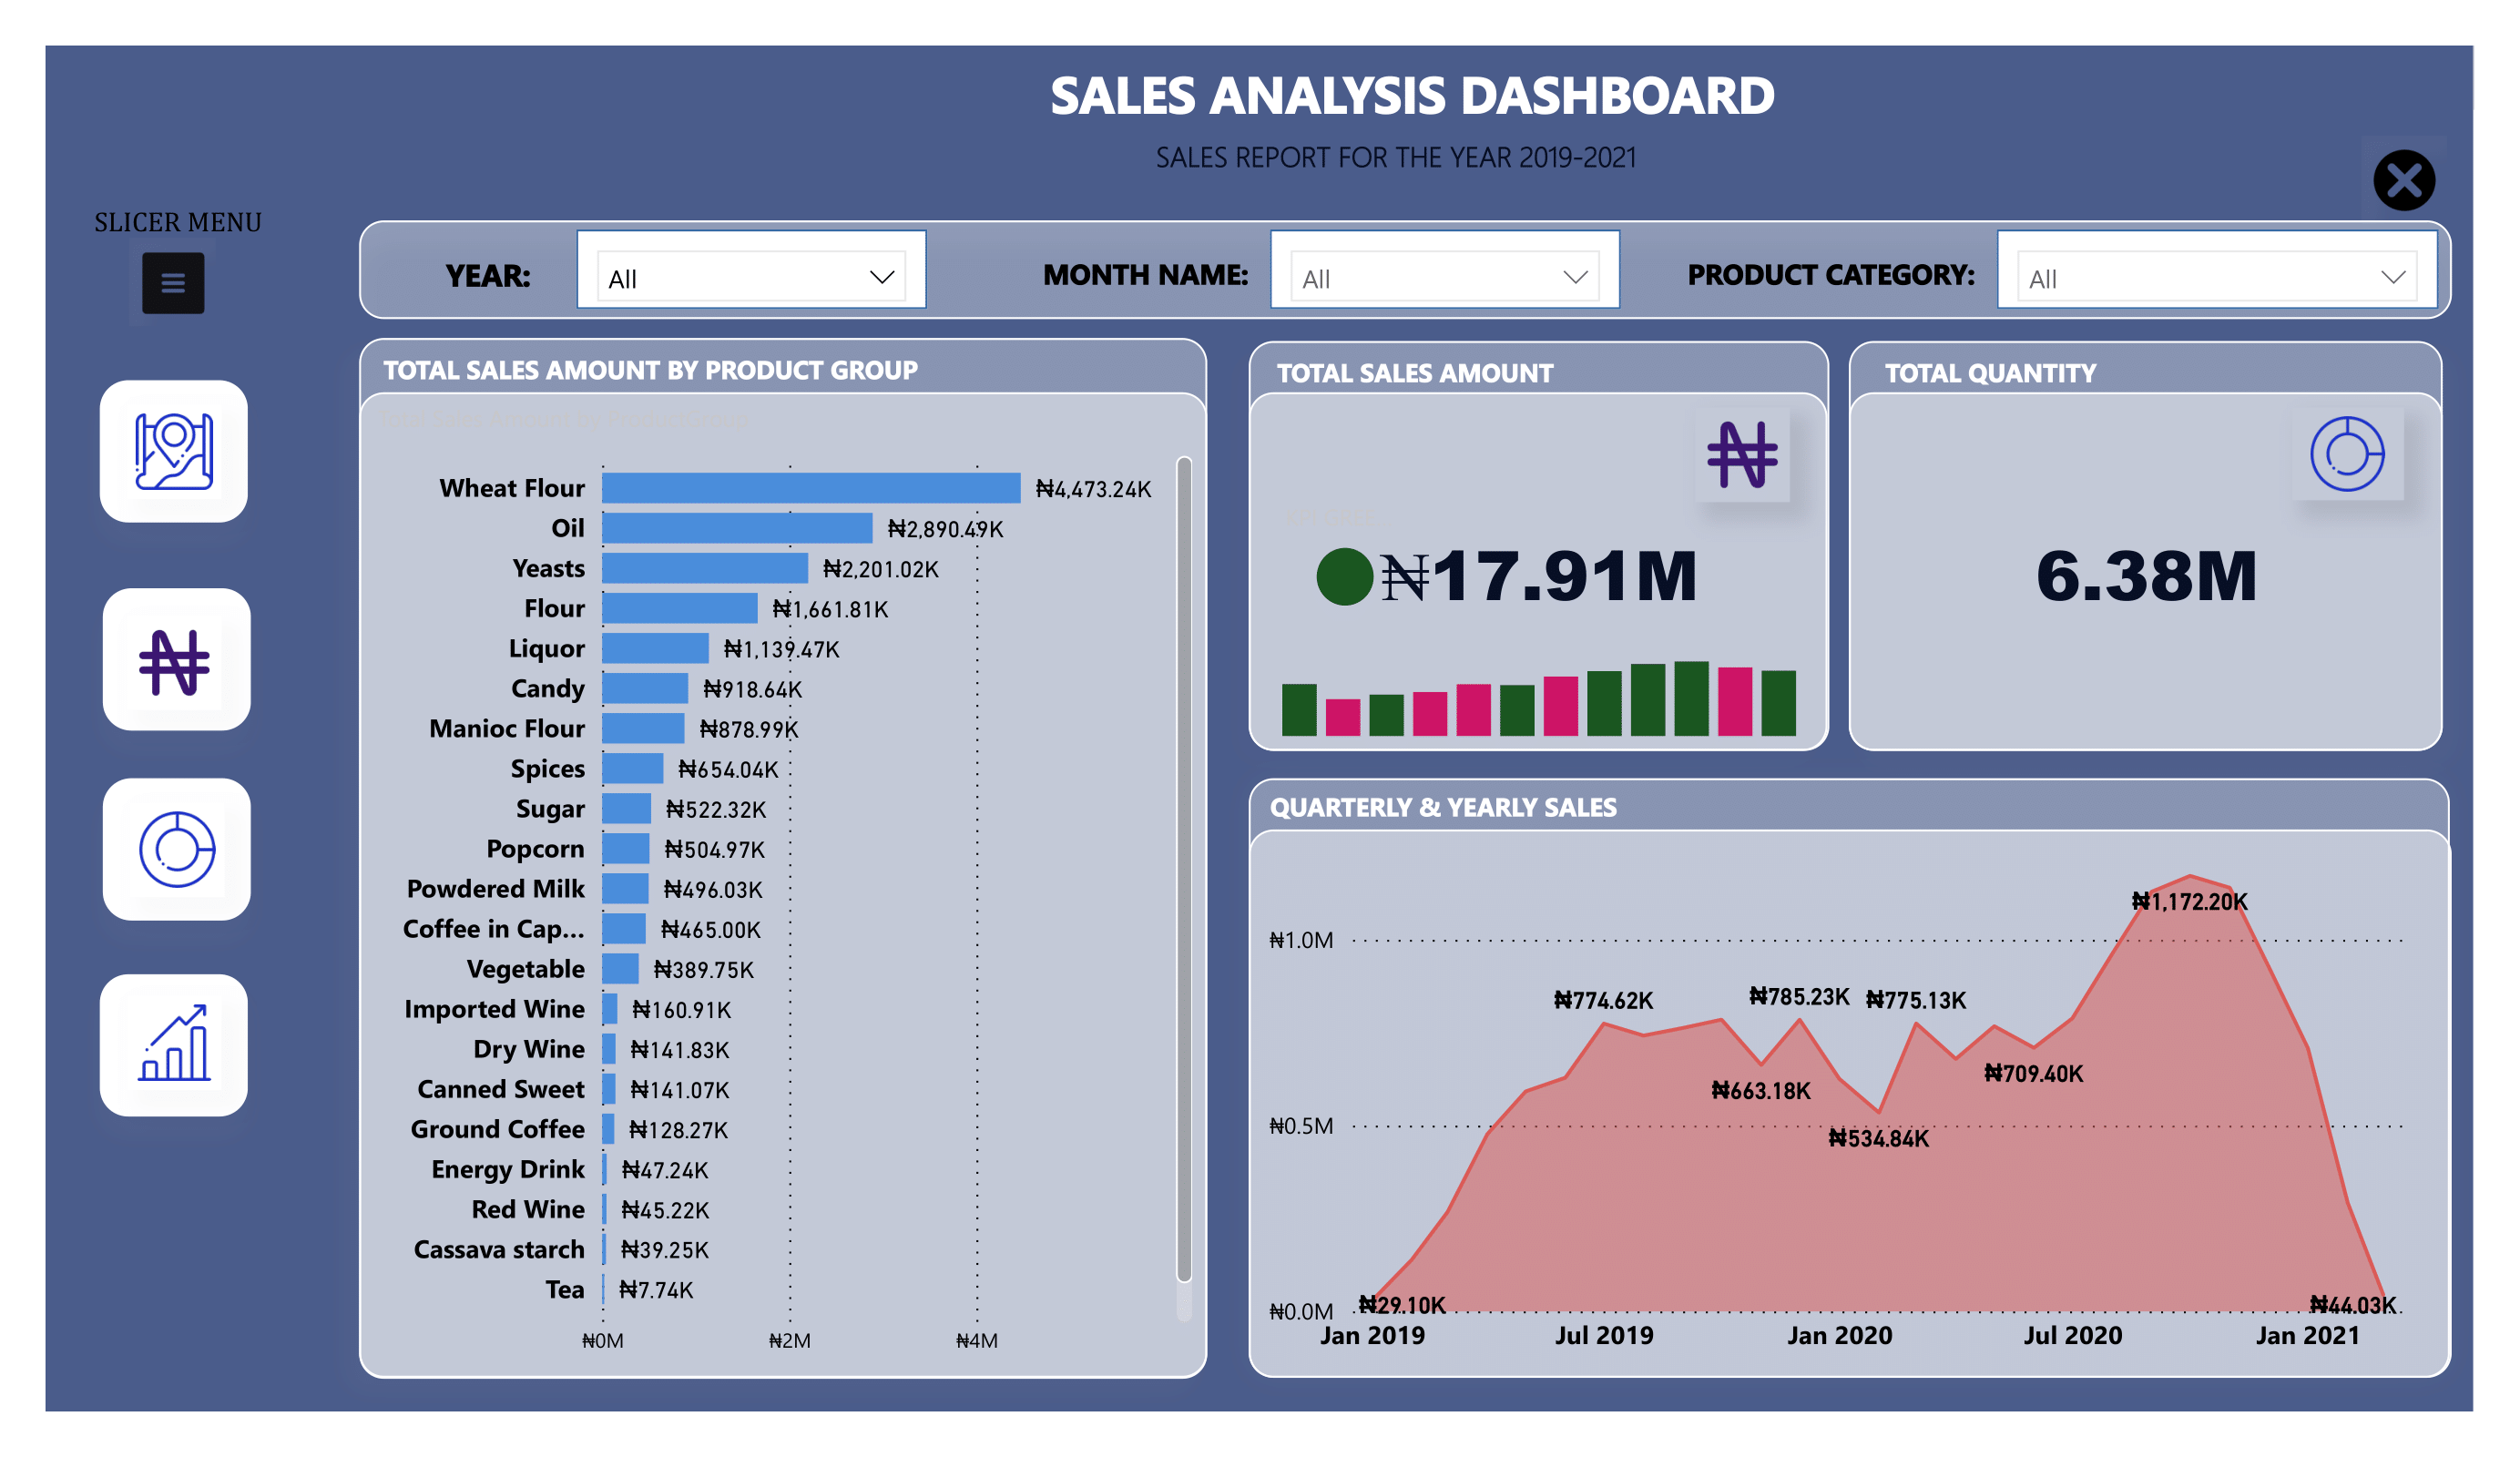 SALES ANALYSIS DASHBOARD
SALES REPORT FOR THE YEAR 2019-2021
SLICER MENU
YEAR:
All
MONTH NAME:
All
PRODUCT CATEGORY:
All
TOTAL SALES AMOUNT BY PRODUCT GROUP
Total Sales Amount by ProductGroup
Wheat Flour ₦4,473.24K
Oil ₦2,890.49K
Yeasts ₦2,201.02K
Flour ₦1,661.81K
Liquor ₦1,139.47K
Candy ₦918.64K
Manioc Flour ₦878.99K
Spices ₦654.04K
Sugar ₦522.32K
Popcorn ₦504.97K
Powdered Milk ₦496.03K
Coffee in Cap... ₦465.00K
Vegetable ₦389.75K
Imported Wine ₦160.91K
Dry Wine ₦141.83K
Canned Sweet ₦141.07K
Ground Coffee ₦128.27K
Energy Drink ₦47.24K
Red Wine ₦45.22K
Cassava starch ₦39.25K
Tea ₦7.74K
₦0M ₦2M ₦4M
TOTAL SALES AMOUNT
₦
₦17.91M
TOTAL QUANTITY
6.38M
QUARTERLY & YEARLY SALES
₦1,172.20K
₦1.0M
₦774.62K ₦785.23K ₦775.13K
₦663.18K ₦709.40K
₦0.5M
₦534.84K
₦0.0M
₦29.10K ₦44.03K
Jan 2019 Jul 2019 Jan 2020 Jul 2020 Jan 2021
₦